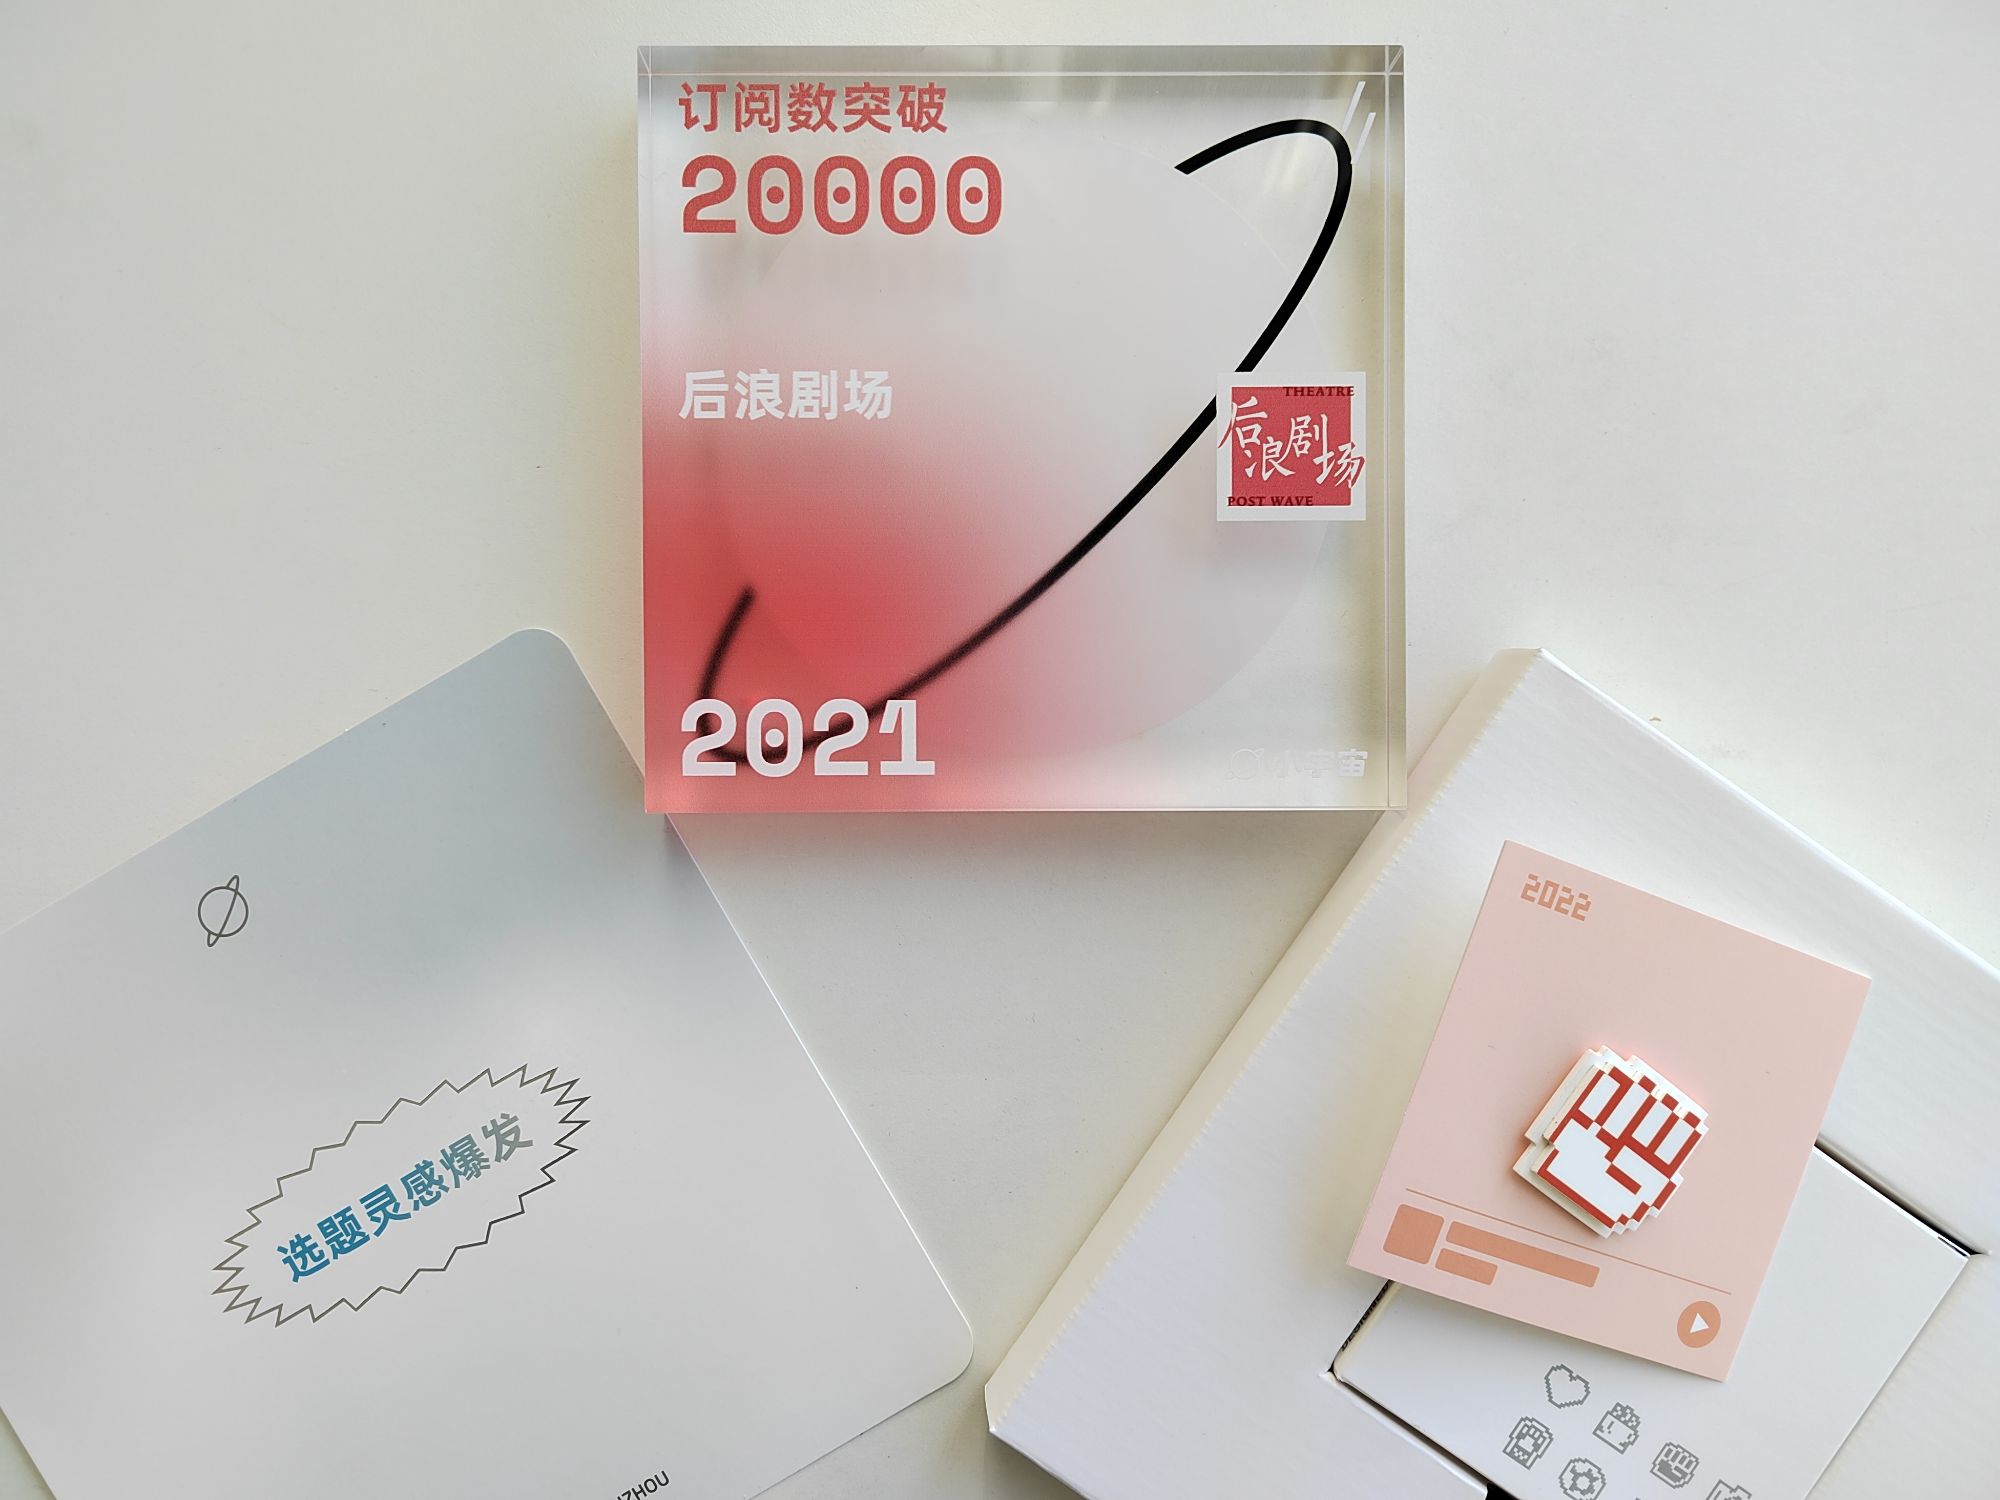 订阅数突破
20000
后浪剧场
THEATRE
后浪剧场
POST WAVE
2021
小宇宙
选题灵感爆发
2022